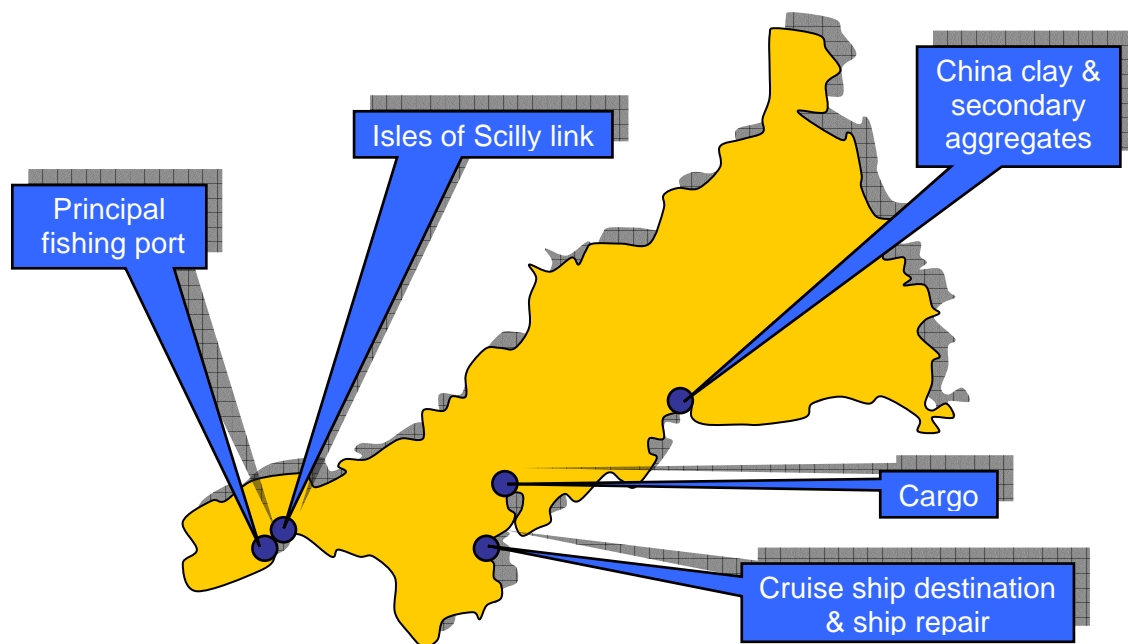 China clay &
secondary
aggregates
Isles of Scilly link
Principal
fishing port
Cargo
Cruise ship destination
& ship repair